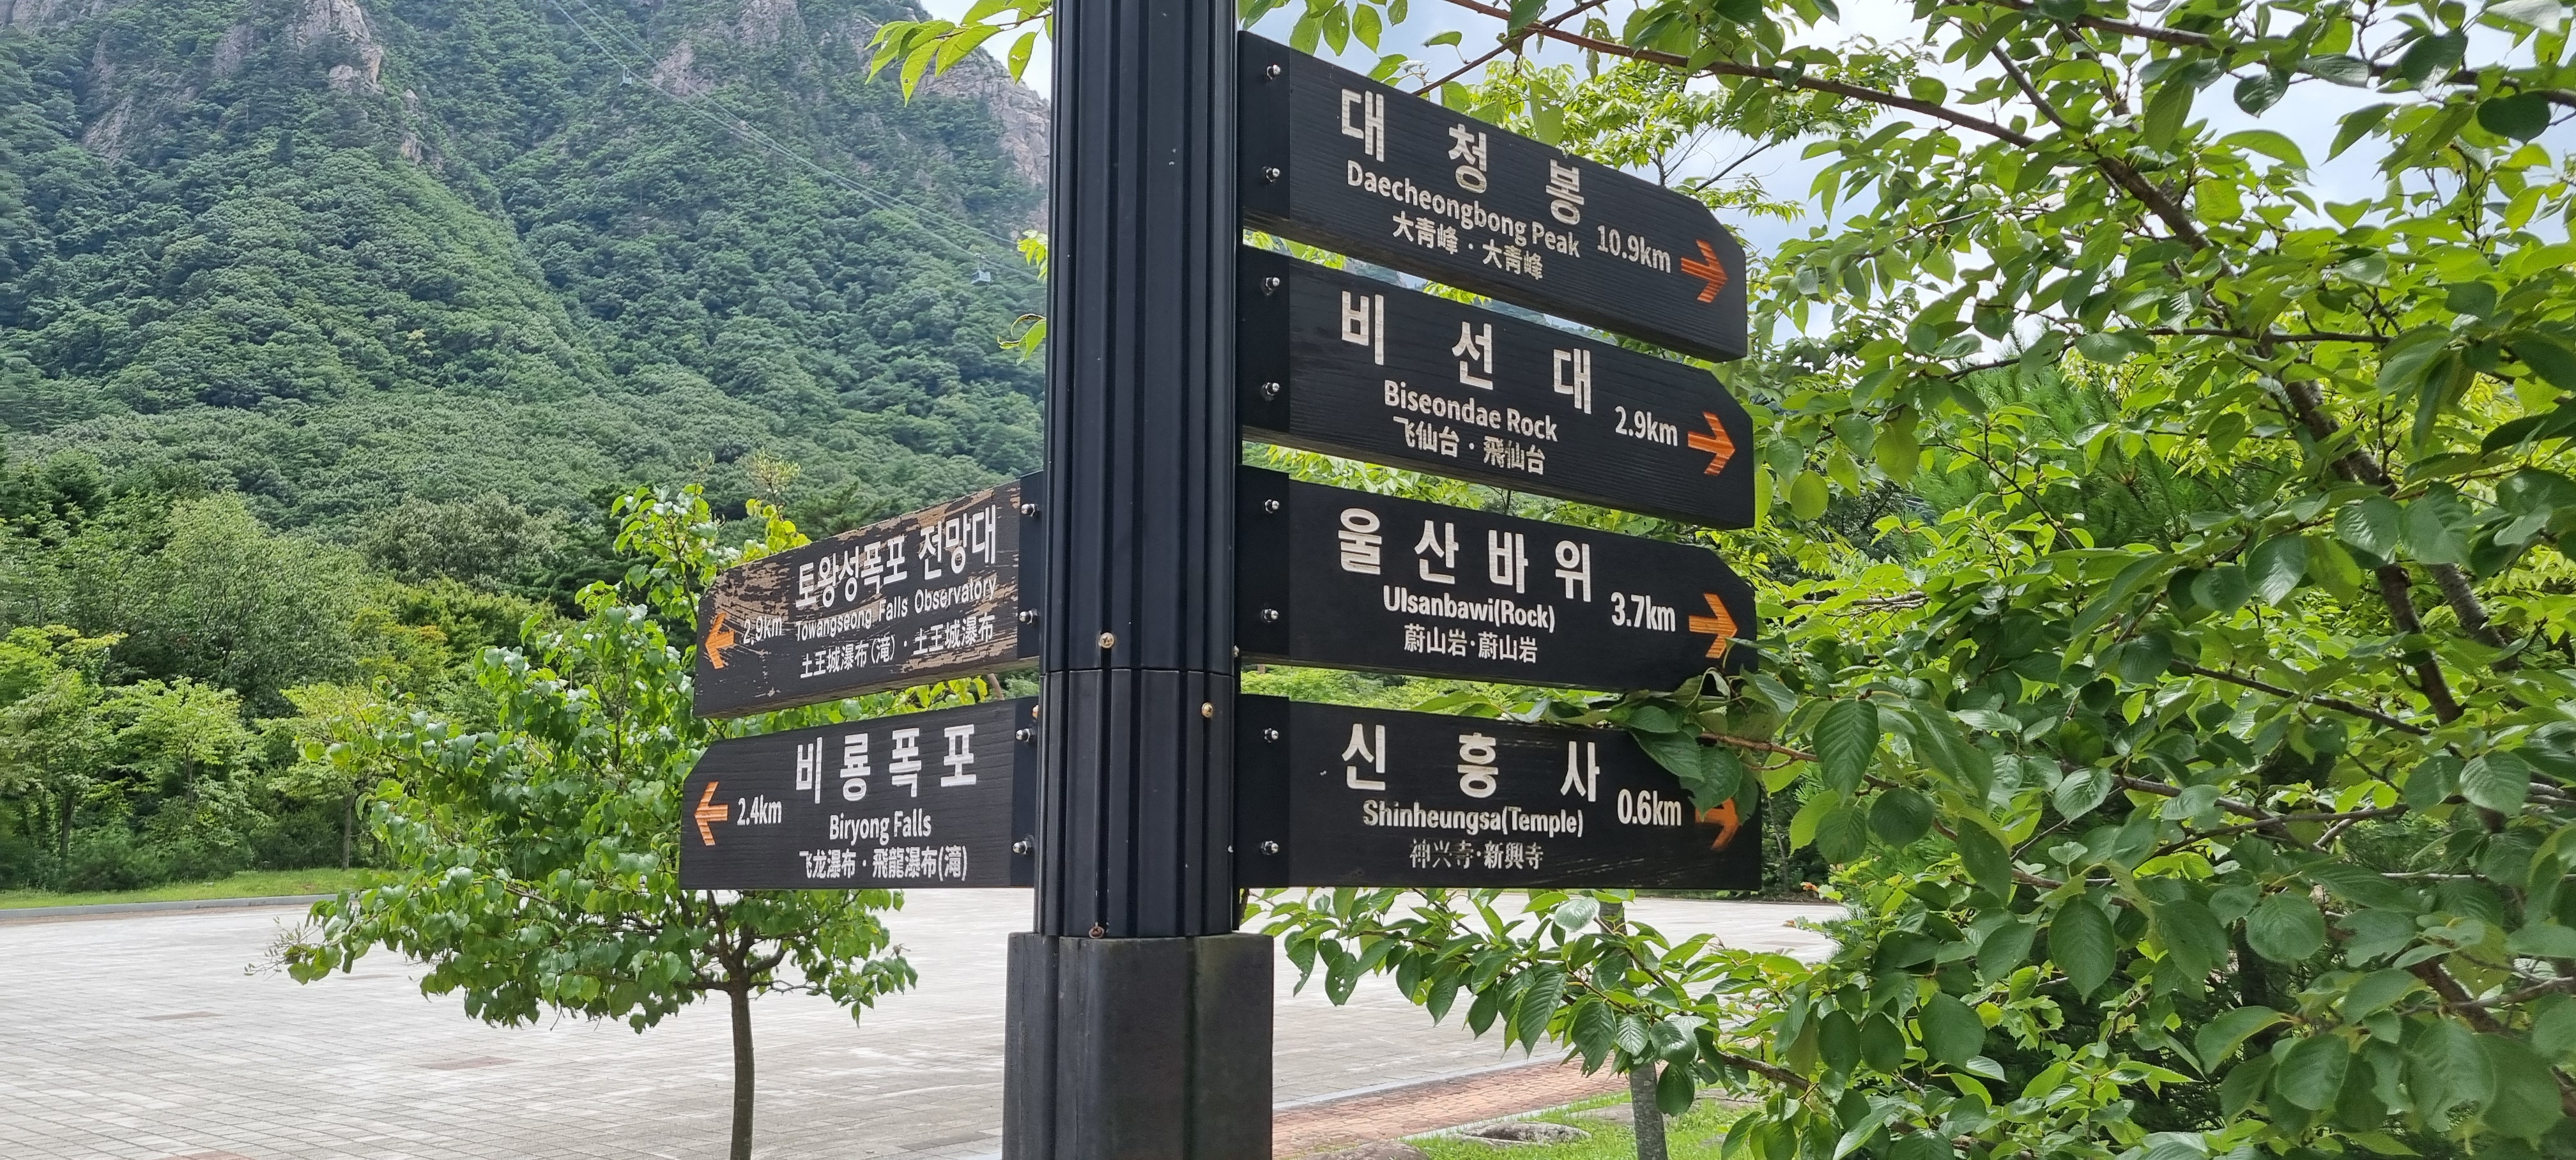 대청봉
Daecheongbong Peak
大青峰 · 大靑峰
10.9km
비선대
Biseondae Rock
飞仙台 · 飛仙台
2.9km
울산바위
Ulsanbawi(Rock)
蔚山岩·蔚山岩
3.7km
신흥사
Shinheungsa(Temple)
神兴寺·新興寺
0.6km
토왕성폭포 전망대
Towangseong Falls Observatory
土王城瀑布(滝) · 土王城瀑布
2.9km
비룡폭포
Biryong Falls
飞龙瀑布 · 飛龍瀑布(滝)
2.4km